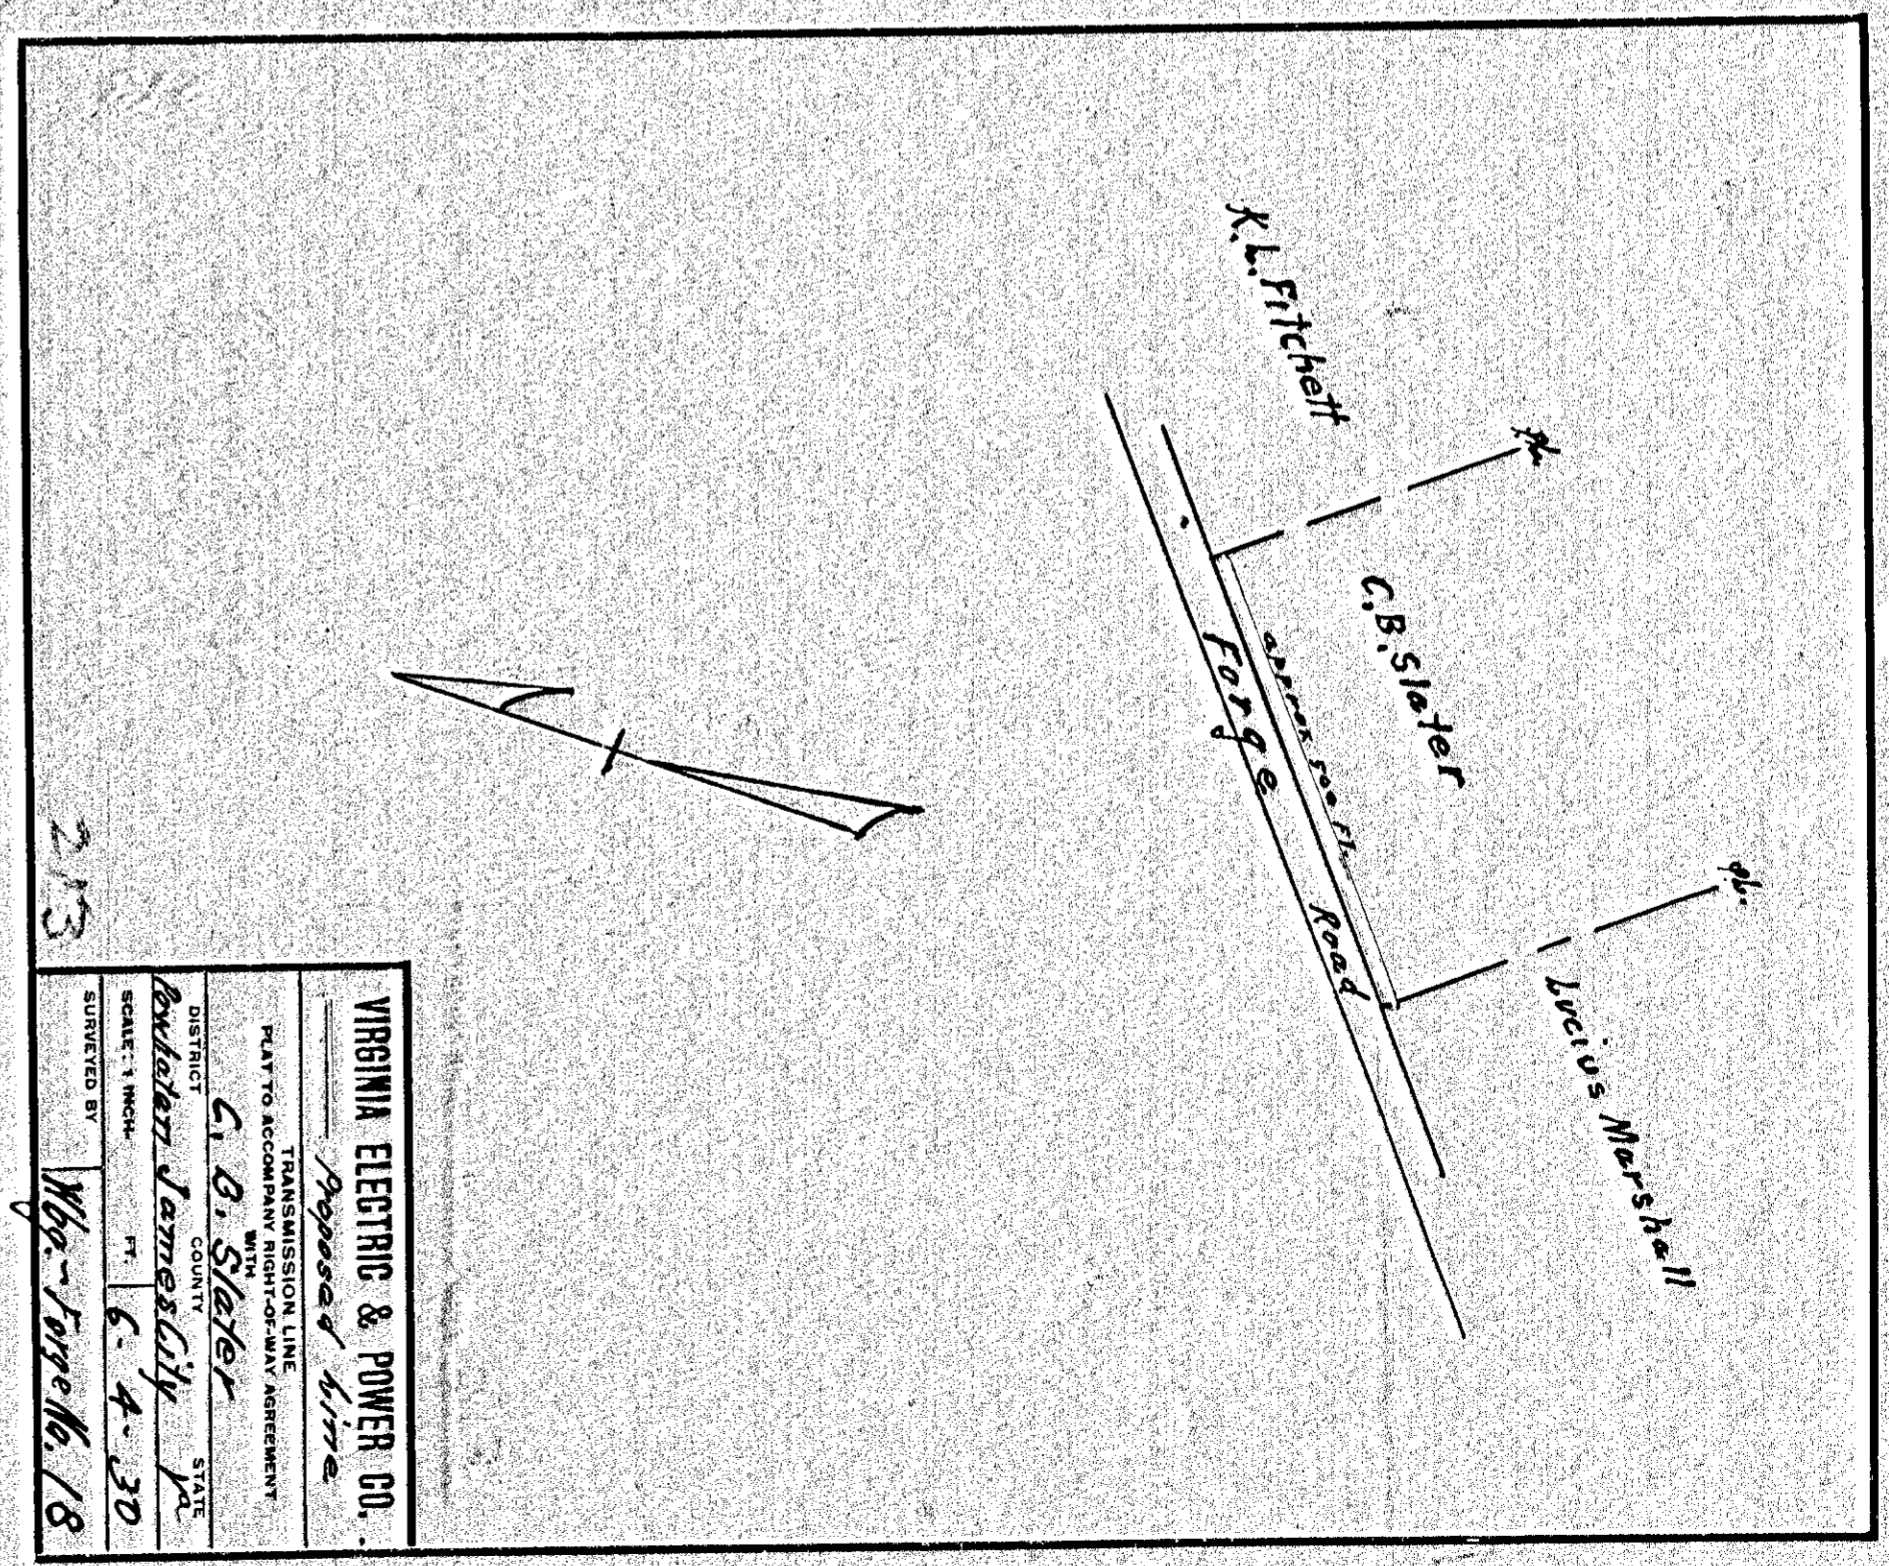 K.L. Fitchett
PL.
C.B. Slater
approx 500 FT.
Forge Road
PL.
Lucius Marshall
213
VIRGINIA ELECTRIC & POWER CO.
Proposed Line
TRANSMISSION LINE
PLAT TO ACCOMPANY RIGHT-OF-WAY AGREEMENT
WITH
C. B. Slater
DISTRICT COUNTY STATE
Powhatan James City Va
SCALE: 1 INCH- FT. 6-4-30
SURVEYED BY
Wbg.-Forge No. 18